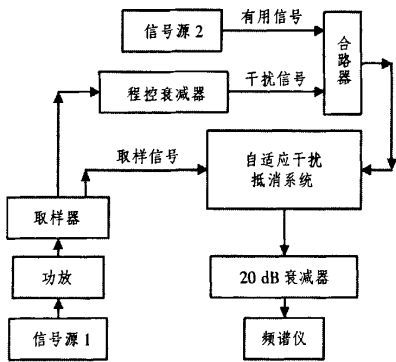 信号源 2
有用信号
合
路
器
程控衰减器
干扰信号
取样信号
自适应干扰
抵消系统
取样器
功放
20 dB 衰减器
信号源 1
频谱仪